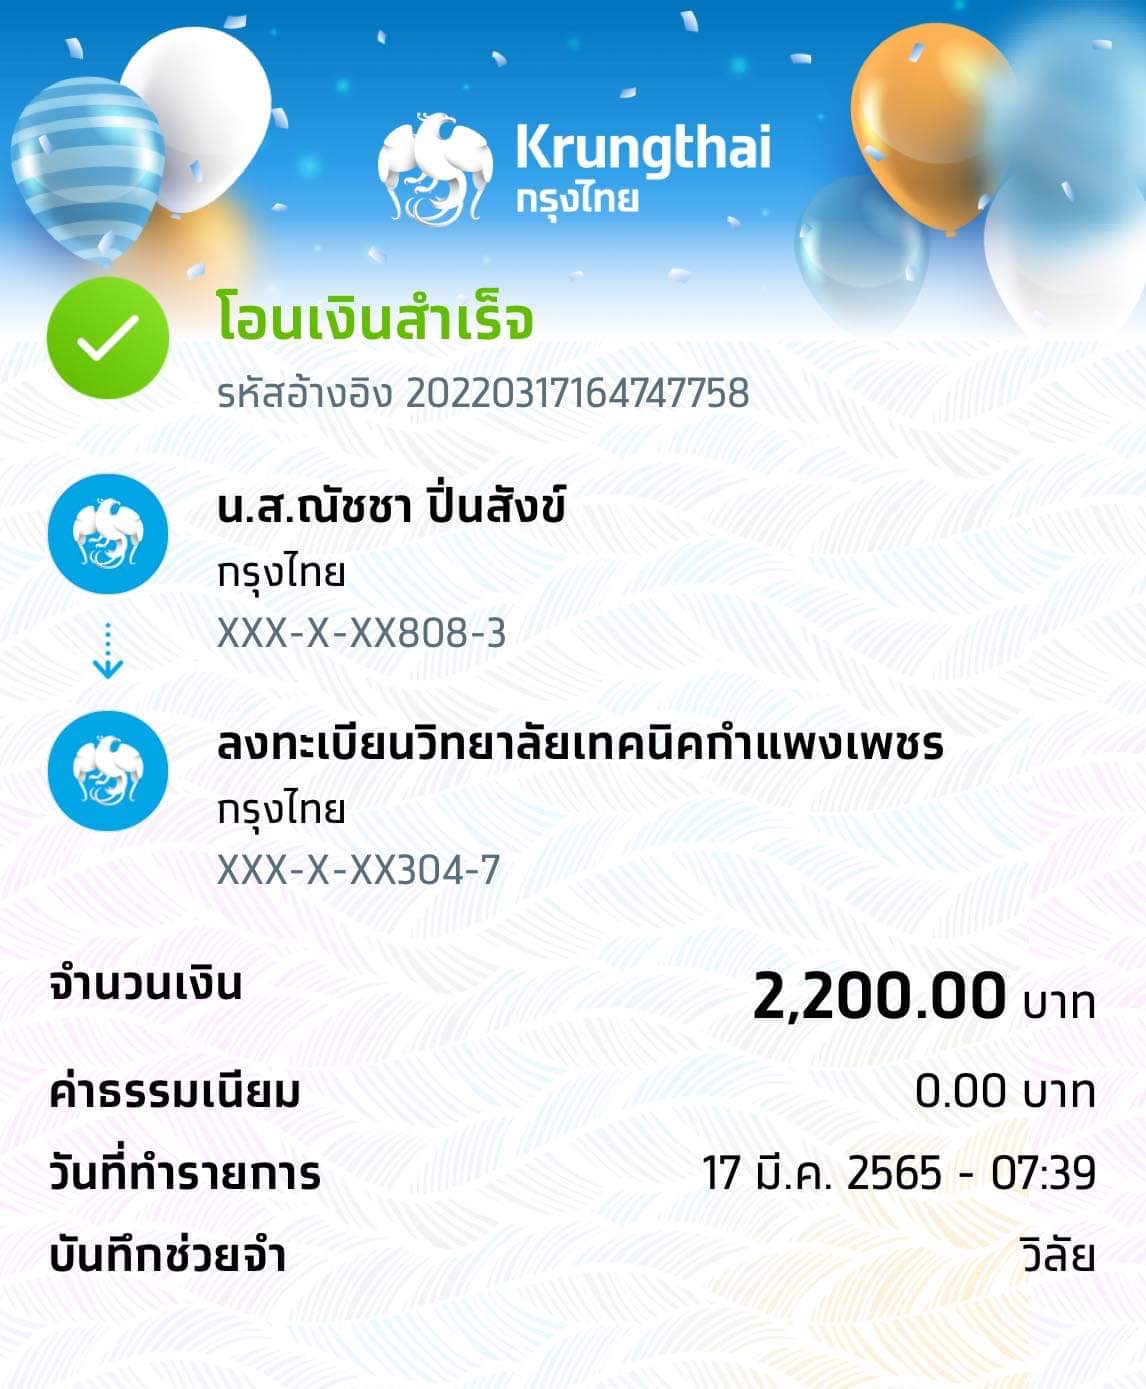 Krungthai
กรุงไทย
โอนเงินสำเร็จ
รหัสอ้างอิง 20220317164747758
น.ส.ณัชชา ปิ่นสังข์
กรุงไทย
XXX-X-XX808-3
ลงทะเบียนวิทยาลัยเทคนิคกำแพงเพชร
กรุงไทย
XXX-X-XX304-7
จำนวนเงิน 2,200.00 บาท
ค่าธรรมเนียม 0.00 บาท
วันที่ทำรายการ 17 มี.ค. 2565 - 07:39
บันทึกช่วยจำ วิลัย